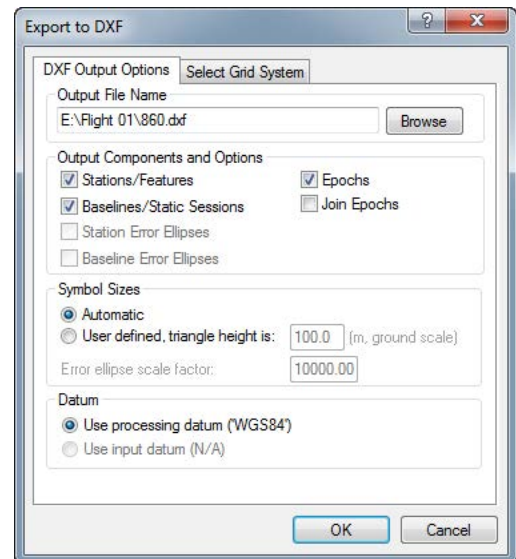 Export to DXF
?
DXF Output Options Select Grid System
Output File Name
E:\Flight 01\860.dxf Browse
Output Components and Options
Stations/Features Epochs
Baselines/Static Sessions Join Epochs
Station Error Ellipses
Baseline Error Ellipses
Symbol Sizes
Automatic
User defined, triangle height is: 100.0 (m, ground scale)
Error ellipse scale factor: 10000.00
Datum
Use processing datum ('WGS84')
Use input datum (N/A)
OK Cancel